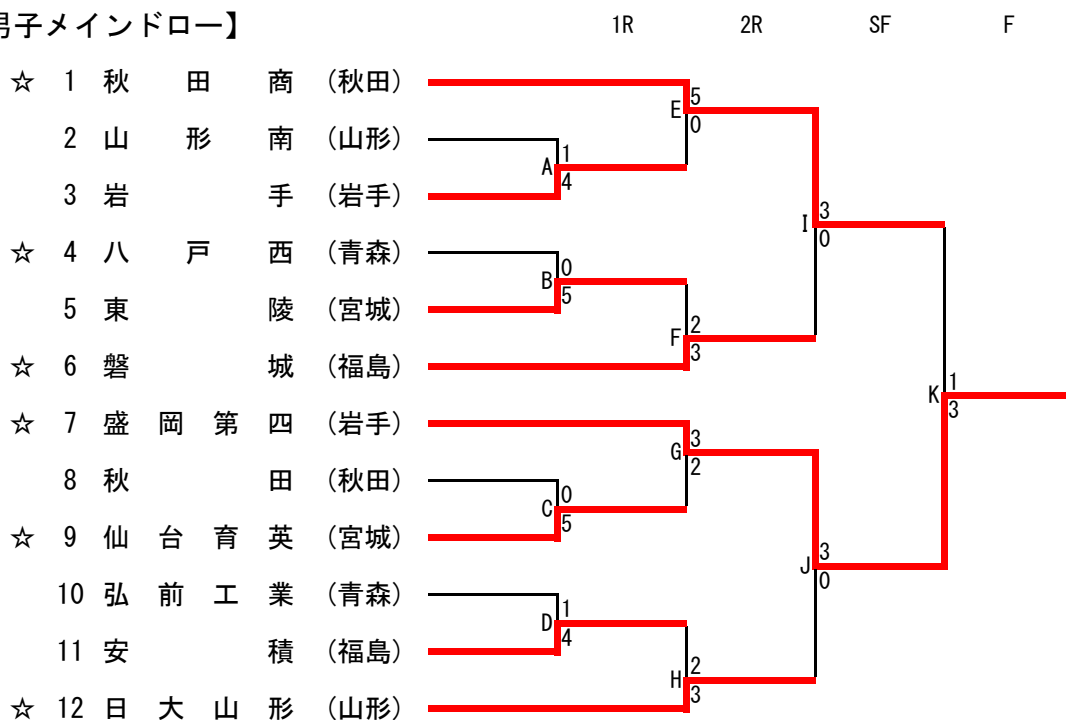 男子メインドロー】 1R 2R SF F
☆ 1 秋田商 (秋田)
5
E
0
2 山形南 (山形)
1
A
4
3 岩手 (岩手)
3
I
0
☆ 4 八戸西 (青森)
0
B
5
5 東陵 (宮城)
2
F
3
☆ 6 磐城 (福島)
1
K
3
☆ 7 盛岡第四 (岩手)
3
G
2
8 秋田 (秋田)
0
C
5
☆ 9 仙台育英 (宮城)
3
J
0
10 弘前工業 (青森)
1
D
4
11 安積 (福島)
2
H
3
☆ 12 日大山形 (山形)